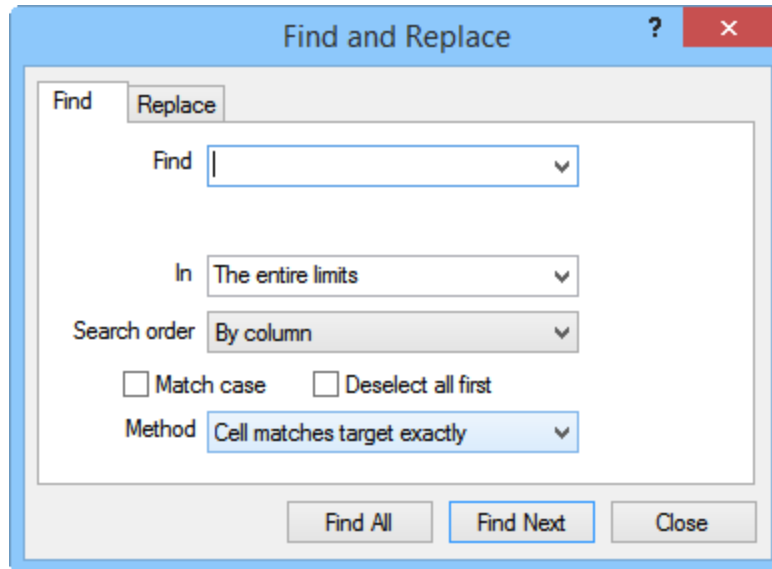 Find and Replace ?
Find Replace
Find
In The entire limits
Search order By column
Match case Deselect all first
Method Cell matches target exactly
Find All Find Next Close